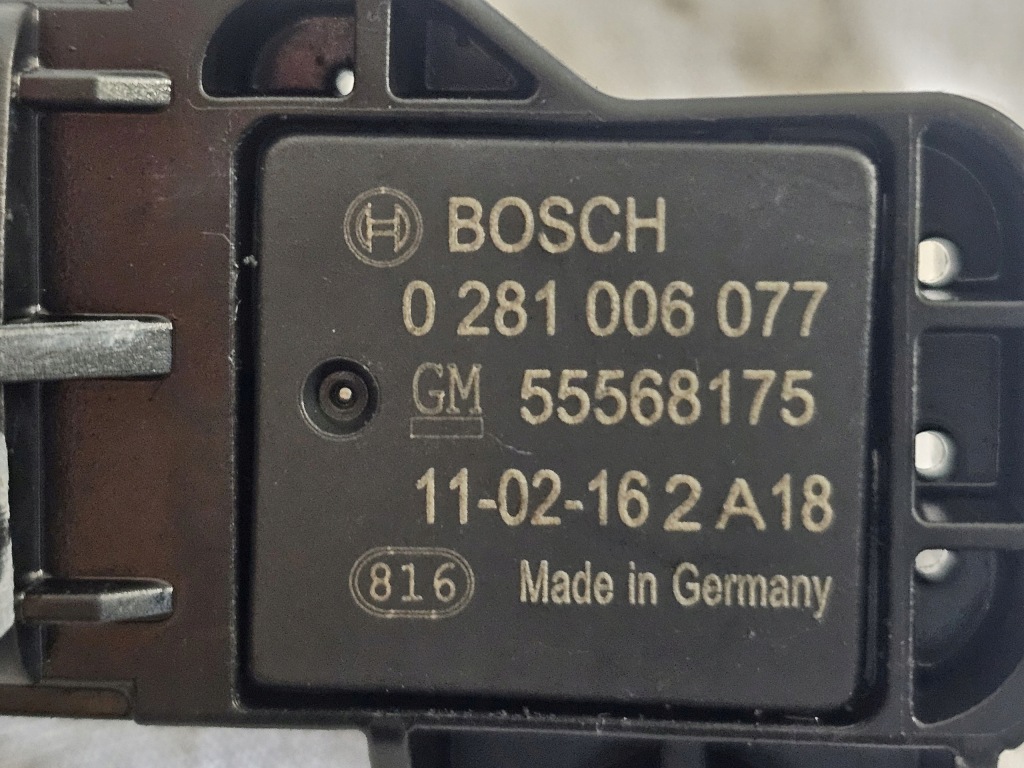 BOSCH
0 281 006 077
GM 55568175
11-02-16 2 A18
816 Made in Germany